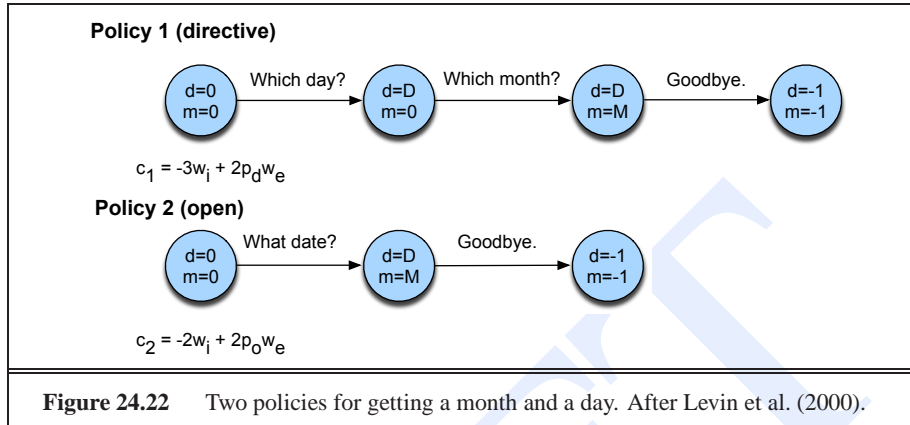 Policy 1 (directive)
Which day? Which month? Goodbye.
d=0 d=D d=D d=-1
m=0 m=0 m=M m=-1
c1 = -3wi + 2pdwe
Policy 2 (open)
What date? Goodbye.
d=0 d=D d=-1
m=0 m=M m=-1
c2 = -2wi + 2powe
Figure 24.22 Two policies for getting a month and a day. After Levin et al. (2000).